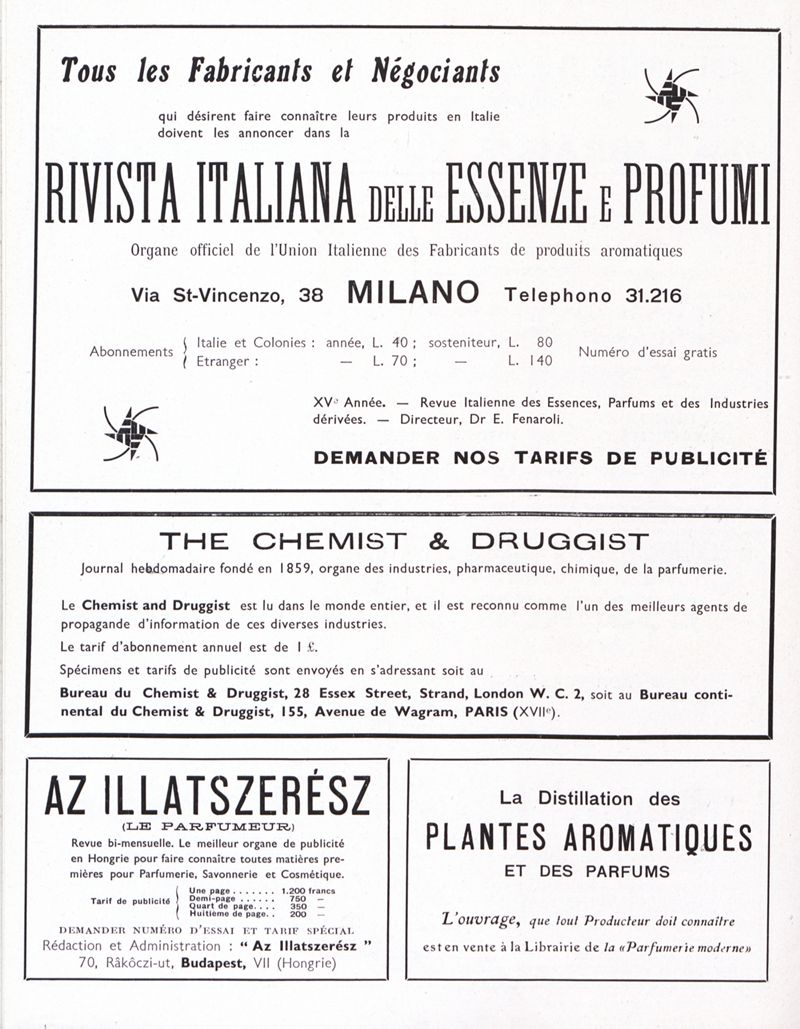 Tous les Fabricants et Négociants
qui désirent faire connaître leurs produits en Italie
doivent les annoncer dans la
RIVISTA ITALIANA DELLE ESSENZE E PROFUMI
Organe officiel de l'Union Italienne des Fabricants de produits aromatiques
Via St-Vincenzo, 38 MILANO Telephono 31.216
Abonnements { Italie et Colonies : année, L. 40 ; sosteniteur, L. 80
Etranger : — L. 70 ; — L. 140
Numéro d'essai gratis
XVe Année. — Revue Italienne des Essences, Parfums et des Industries
dérivées. — Directeur, Dr E. Fenaroli.
DEMANDER NOS TARIFS DE PUBLICITÉ
THE CHEMIST & DRUGGIST
Journal hebdomadaire fondé en 1859, organe des industries, pharmaceutique, chimique, de la parfumerie.
Le Chemist and Druggist est lu dans le monde entier, et il est reconnu comme l'un des meilleurs agents de
propagande d'information de ces diverses industries.
Le tarif d'abonnement annuel est de 1 £.
Spécimens et tarifs de publicité sont envoyés en s'adressant soit au
Bureau du Chemist & Druggist, 28 Essex Street, Strand, London W. C. 2, soit au Bureau conti-
nental du Chemist & Druggist, 155, Avenue de Wagram, PARIS (XVIIe).
AZ ILLATSZERÉSZ
(LE PARFUMEUR)
Revue bi-mensuelle. Le meilleur organe de publicité
en Hongrie pour faire connaître toutes matières pre-
mières pour Parfumerie, Savonnerie et Cosmétique.
Tarif de publicité { Une page ....... 1.200 francs
Demi-page ...... 750 —
Quart de page.... 350 —
Huitième de page.. 200 —
DEMANDER NUMÉRO D'ESSAI ET TARIF SPÉCIAL
Rédaction et Administration : “ Az Illatszerész ”
70, Râkôczi-ut, Budapest, VII (Hongrie)
La Distillation des
PLANTES AROMATIQUES
ET DES PARFUMS
L'ouvrage, que tout Producteur doit connaître
est en vente à la Librairie de la «Parfumerie moderne»